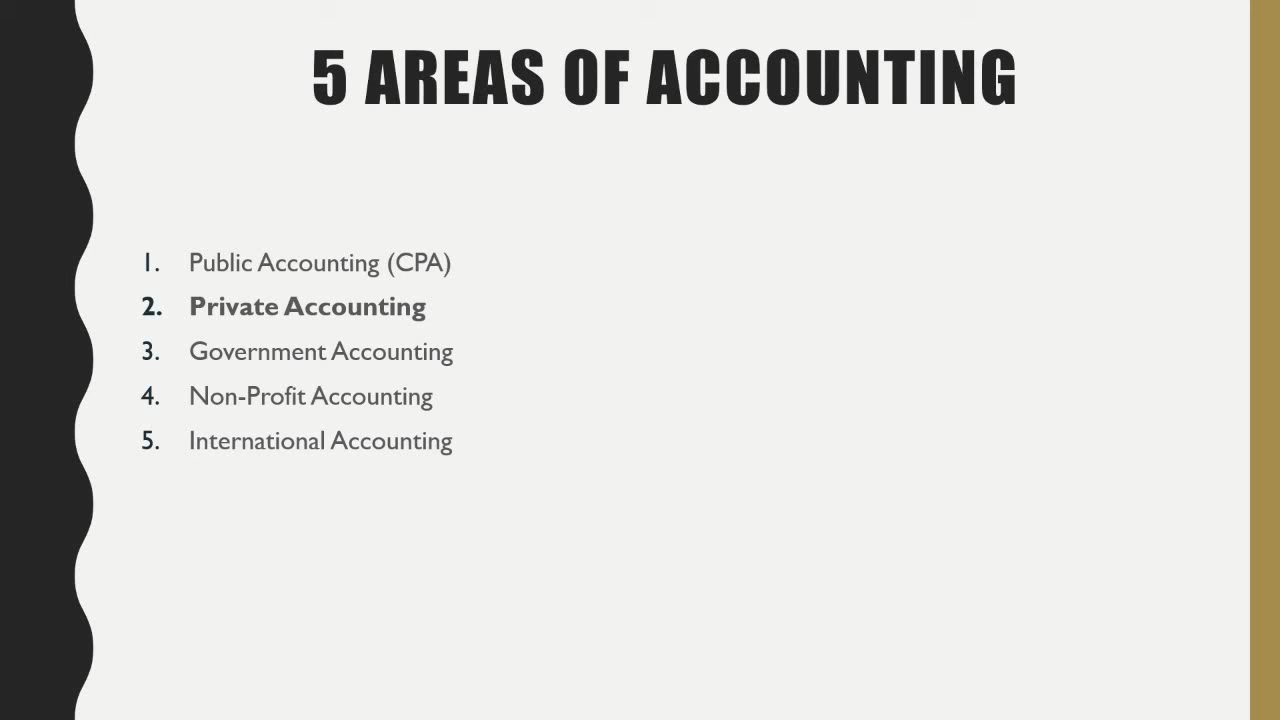 5 AREAS OF ACCOUNTING
1. Public Accounting (CPA)
2. Private Accounting
3. Government Accounting
4. Non-Profit Accounting
5. International Accounting